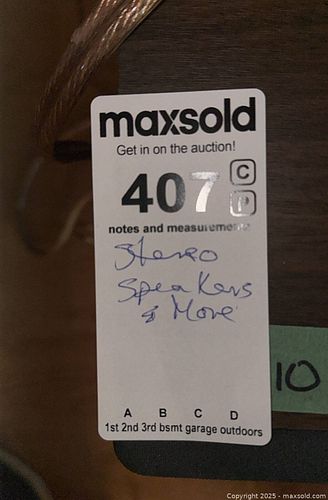 maxsold
Get in on the auction!
407 C
P
notes and measurements
Stereo
Speakers
& More
A B C D
1st 2nd 3rd bsmt garage outdoors
10
Copyright © 2025 - maxsold.com